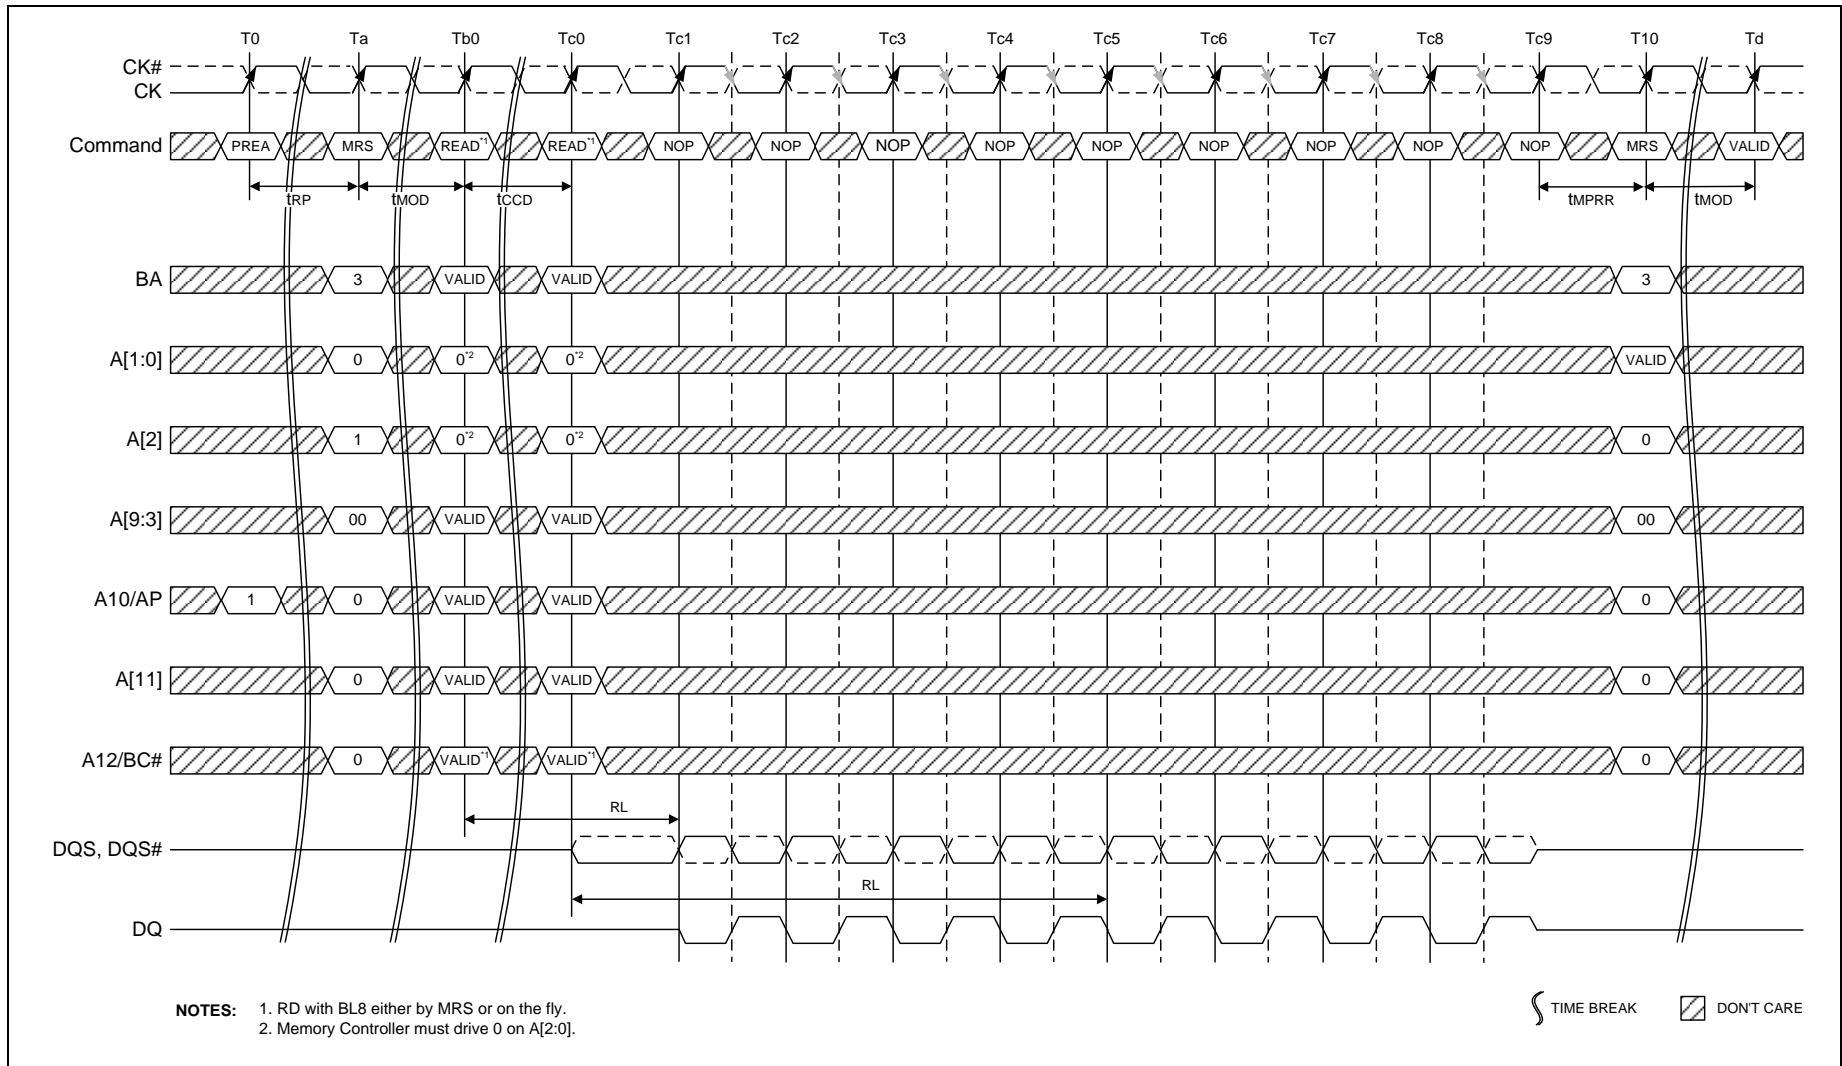 T0 Ta Tb0 Tc0 Tc1 Tc2 Tc3 Tc4 Tc5 Tc6 Tc7 Tc8 Tc9 T10 Td
CK#
CK
Command PREA MRS READ*1 READ*1 NOP NOP NOP NOP NOP NOP NOP NOP NOP MRS VALID
tRP tMOD tCCD tMPRR tMOD
BA 3 VALID VALID 3
A[1:0] 0 0*2 0*2 VALID
A[2] 1 0*2 0*2 0
A[9:3] 00 VALID VALID 00
A10/AP 1 0 VALID VALID 0
A[11] 0 VALID VALID 0
A12/BC# 0 VALID*1 VALID*1 0
RL
DQS, DQS#
RL
DQ
NOTES: 1. RD with BL8 either by MRS or on the fly.
2. Memory Controller must drive 0 on A[2:0].
TIME BREAK DON'T CARE